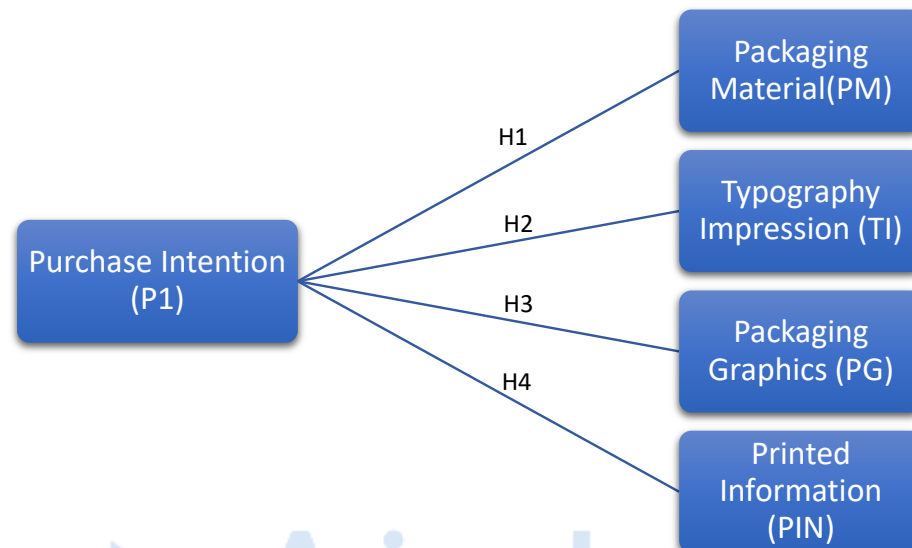 Packaging
Material(PM)
H1
Typography
Impression (TI)
H2
Purchase Intention
(P1)
H3
Packaging
Graphics (PG)
H4
Printed
Information
(PIN)